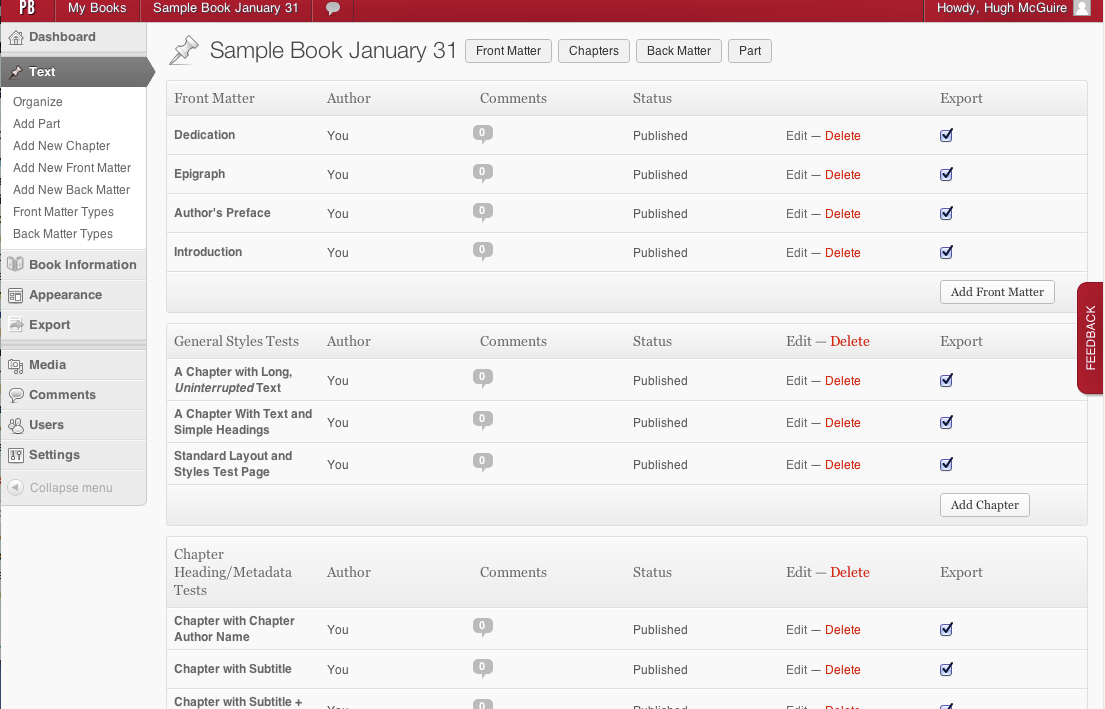 PB My Books Sample Book January 31 Howdy, Hugh McGuire
Dashboard
Text
Organize
Add Part
Add New Chapter
Add New Front Matter
Add New Back Matter
Front Matter Types
Back Matter Types
Book Information
Appearance
Export
Media
Comments
Users
Settings
Collapse menu
Sample Book January 31 Front Matter Chapters Back Matter Part
Front Matter Author Comments Status Export
Dedication You 0 Published Edit — Delete
Epigraph You 0 Published Edit — Delete
Author's Preface You 0 Published Edit — Delete
Introduction You 0 Published Edit — Delete
Add Front Matter
General Styles Tests Author Comments Status Edit — Delete Export
A Chapter with Long,
Uninterrupted Text You 0 Published Edit — Delete
A Chapter With Text and
Simple Headings You 0 Published Edit — Delete
Standard Layout and
Styles Test Page You 0 Published Edit — Delete
Add Chapter
Chapter
Heading/Metadata Author Comments Status Edit — Delete Export
Tests
Chapter with Chapter
Author Name You 0 Published Edit — Delete
Chapter with Subtitle You 0 Published Edit — Delete
Chapter with Subtitle + You 0 Published Edit — Delete
FEEDBACK